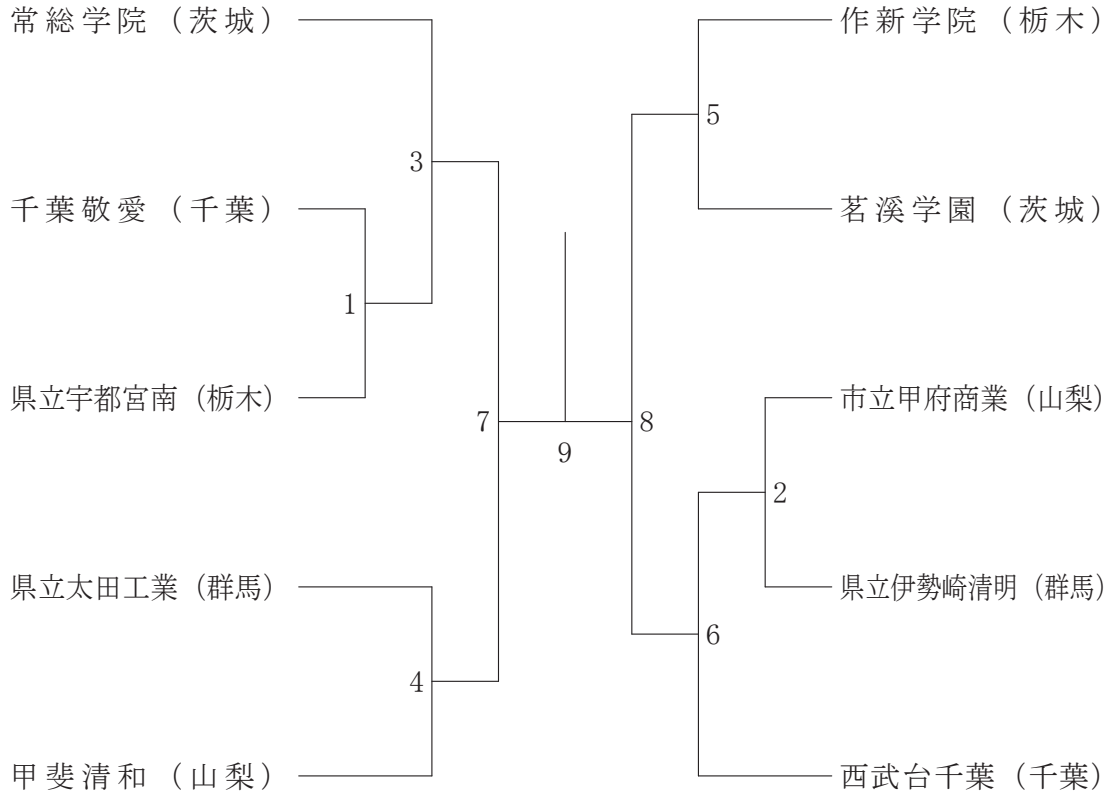 常総学院（茨城）
千葉敬愛（千葉）
県立宇都宮南（栃木）
県立太田工業（群馬）
甲斐清和（山梨）
3
1
7
4
9
作新学院（栃木）
茗溪学園（茨城）
市立甲府商業（山梨）
県立伊勢崎清明（群馬）
西武台千葉（千葉）
5
8
2
6